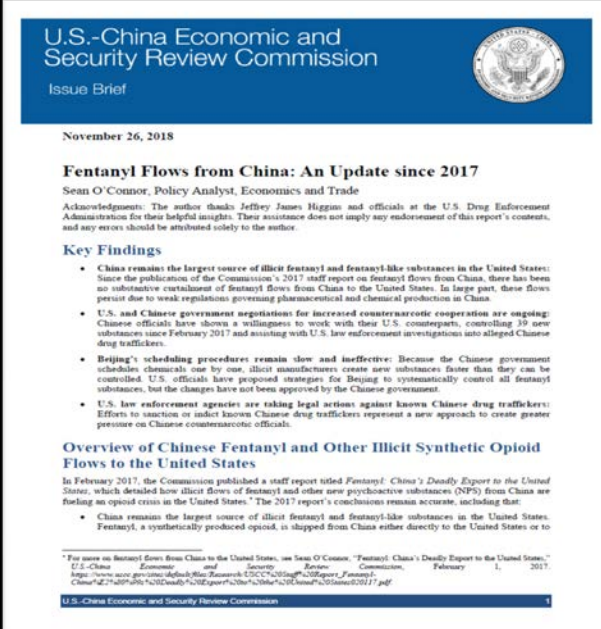 U.S.-China Economic and
Security Review Commission
Issue Brief
November 26, 2018
Fentanyl Flows from China: An Update since 2017
Sean O'Connor, Policy Analyst, Economics and Trade
Acknowledgments: The author thanks Jeffrey James Higgins and officials at the U.S. Drug Enforcement
Administration for their helpful insights. Their assistance does not imply any endorsement of this report's contents,
and any errors should be attributed solely to the author.
Key Findings
• China remains the largest source of illicit fentanyl and fentanyl-like substances in the United States:
Since the publication of the Commission's 2017 staff report on fentanyl flows from China, there has been
no substantive curtailment of fentanyl flows from China to the United States. In large part, these flows
persist due to weak regulations governing pharmaceutical and chemical production in China.
• U.S. and Chinese government negotiations for increased counternarcotic cooperation are ongoing:
Chinese officials have shown a willingness to work with their U.S. counterparts, controlling 39 new
substances since February 2017 and assisting with U.S. law enforcement investigations into alleged Chinese
drug traffickers.
• Beijing's scheduling procedures remain slow and ineffective: Because the Chinese government
schedules chemicals one by one, illicit manufacturers create new substances faster than they can be
controlled. U.S. officials have proposed strategies for Beijing to systematically control all fentanyl
substances, but the changes have not been approved by the Chinese government.
• U.S. law enforcement agencies are taking legal actions against known Chinese drug traffickers:
Efforts to sanction or indict known Chinese drug traffickers represent a new approach to create greater
pressure on Chinese counternarcotic officials.
Overview of Chinese Fentanyl and Other Illicit Synthetic Opioid
Flows to the United States
In February 2017, the Commission published a staff report titled Fentanyl: China's Deadly Export to the United
States, which detailed how illicit flows of fentanyl and other new psychoactive substances (NPS) from China are
fueling an opioid crisis in the United States.* The 2017 report's conclusions remain accurate, including that:
• China remains the largest source of illicit fentanyl and fentanyl-like substances in the United States.
Fentanyl, a synthetically produced opioid, is shipped from China either directly to the United States or to
* For more on fentanyl flows from China to the United States, see Sean O'Connor, "Fentanyl: China's Deadly Export to the United States,"
U.S.-China Economic and Security Review Commission, February 1, 2017.
U.S.-China Economic and Security Review Commission 1